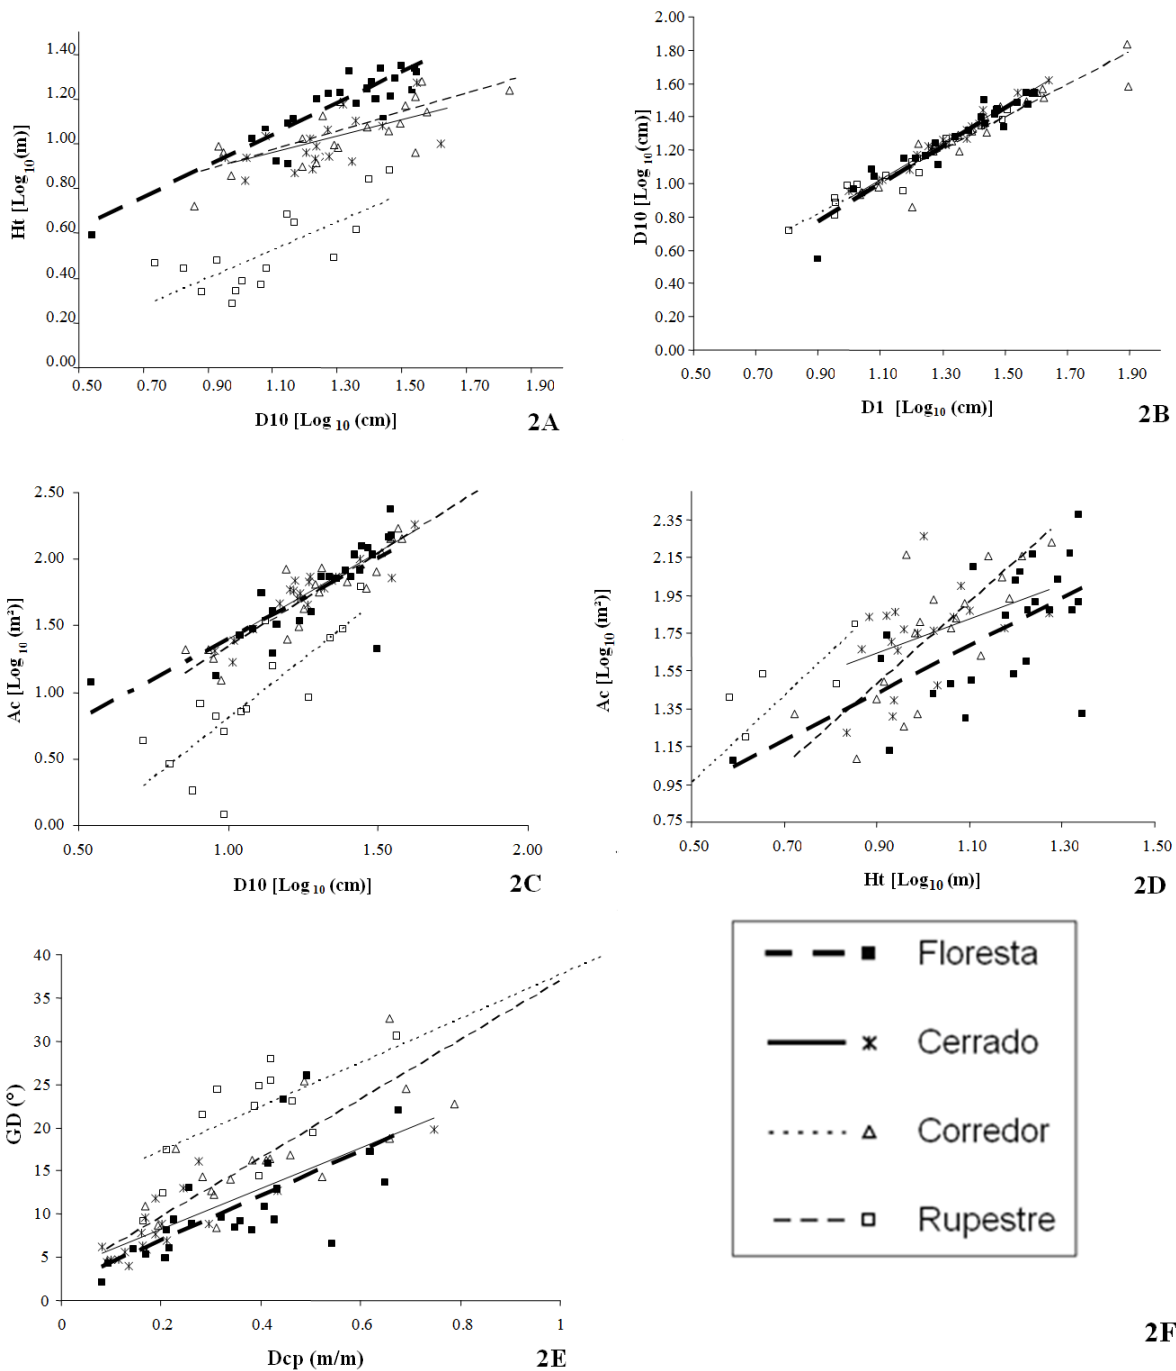 1.40
1.20
1.00
0.80
0.60
0.40
0.20
0.00
Ht [Log10(m)]
0.50 0.70 0.90 1.10 1.30 1.50 1.70 1.90
D10 [Log 10 (cm)]
2A
2.00
1.80
1.60
1.40
1.20
1.00
0.80
0.60
0.40
0.20
0.00
D10 [Log10(cm)]
0.50 0.70 0.90 1.10 1.30 1.50 1.70 1.90
D1 [Log10 (cm)]
2B
2.50
2.00
1.50
1.00
0.50
0.00
Ac [Log10 (m²)]
0.50 1.00 1.50 2.00
D10 [Log 10 (cm)]
2C
2.35
2.15
1.95
1.75
1.55
1.35
1.15
0.95
0.75
Ac [Log10 (m²)]
0.50 0.70 0.90 1.10 1.30 1.50
Ht [Log10 (m)]
2D
40
35
30
25
20
15
10
5
0
GD (°)
0 0.2 0.4 0.6 0.8 1
Dcp (m/m)
2E
Floresta
Cerrado
Corredor
Rupestre
2F